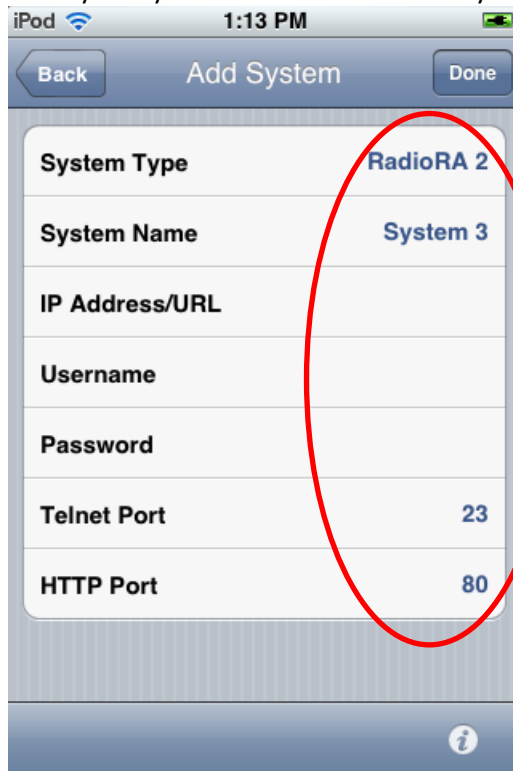 iPod 1:13 PM
Back Add System Done
System Type RadioRA 2
System Name System 3
IP Address/URL
Username
Password
Telnet Port 23
HTTP Port 80
i